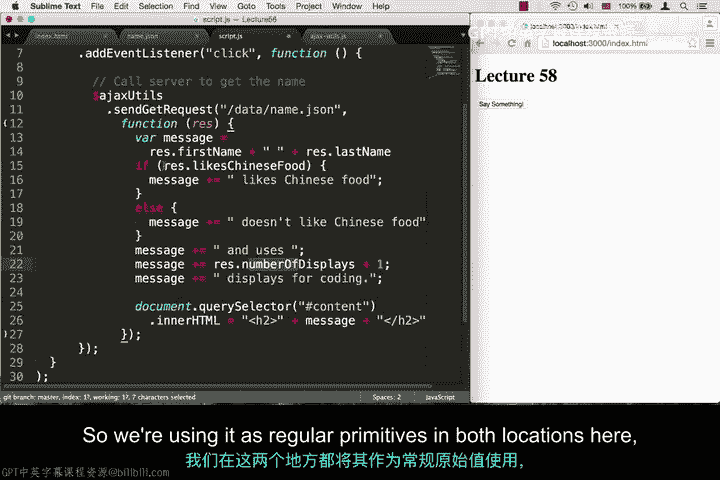 Sublime Text File Edit Selection Find View Goto Tools Project Window Help 100%
script.js — Lecture56
localhost:3000/index.html
index.html name.json script.js ajax-utils.js
localhost:3000/index.html
7 .addEventListener("click", function () {
8
9 // Call server to get the name
10 $ajaxUtils
11 .sendGetRequest("/data/name.json",
12 function (res) {
13 var message =
14 res.firstName + " " + res.lastName
15 if (res.likesChineseFood) {
16 message += " likes Chinese food";
17 }
18 else {
19 message += " doesn't like Chinese food"
20 }
21 message += " and uses ";
22 message += res.numberOfDisplays + 1;
23 message += " displays for coding.";
24
25 document.querySelector("#content")
26 .innerHTML = "<h2>" + message + "</h2>"
27 });
28 });
29 }
30 );
Lecture 58
Say Something!
git branch: master, index: 1?, working: 1?, 7 characters selected Spaces: 2 JavaScript
So we're using it as regular primitives in both locations here,
我们在这两个地方都将其作为常规原始值使用，
GPT中英字幕课程资源@bilibili.com